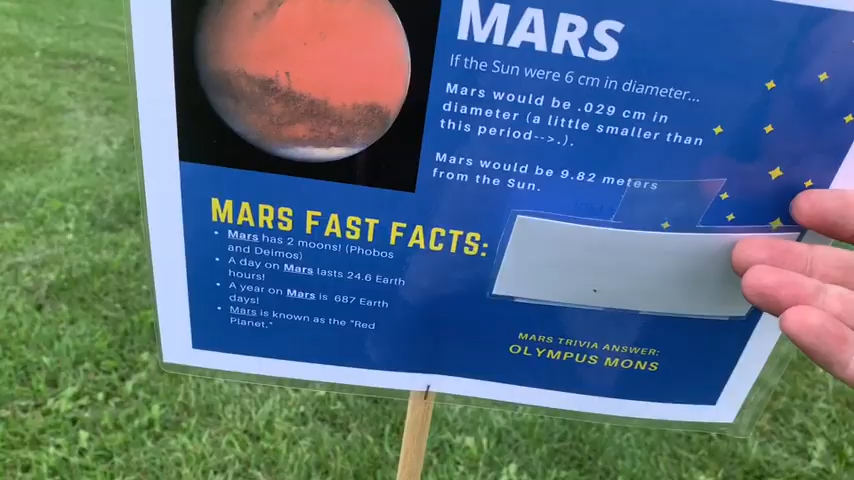 MARS
If the Sun were 6 cm in diameter...
Mars would be .029 cm in
diameter (a little smaller than
this period-->.).
Mars would be 9.82 meters
from the Sun.
MARS FAST FACTS:
Mars has 2 moons! (Phobos
and Deimos)
A day on Mars lasts 24.6 Earth
hours!
A year on Mars is 687 Earth
days!
Mars is known as the "Red
Planet."
MARS TRIVIA ANSWER:
OLYMPUS MONS